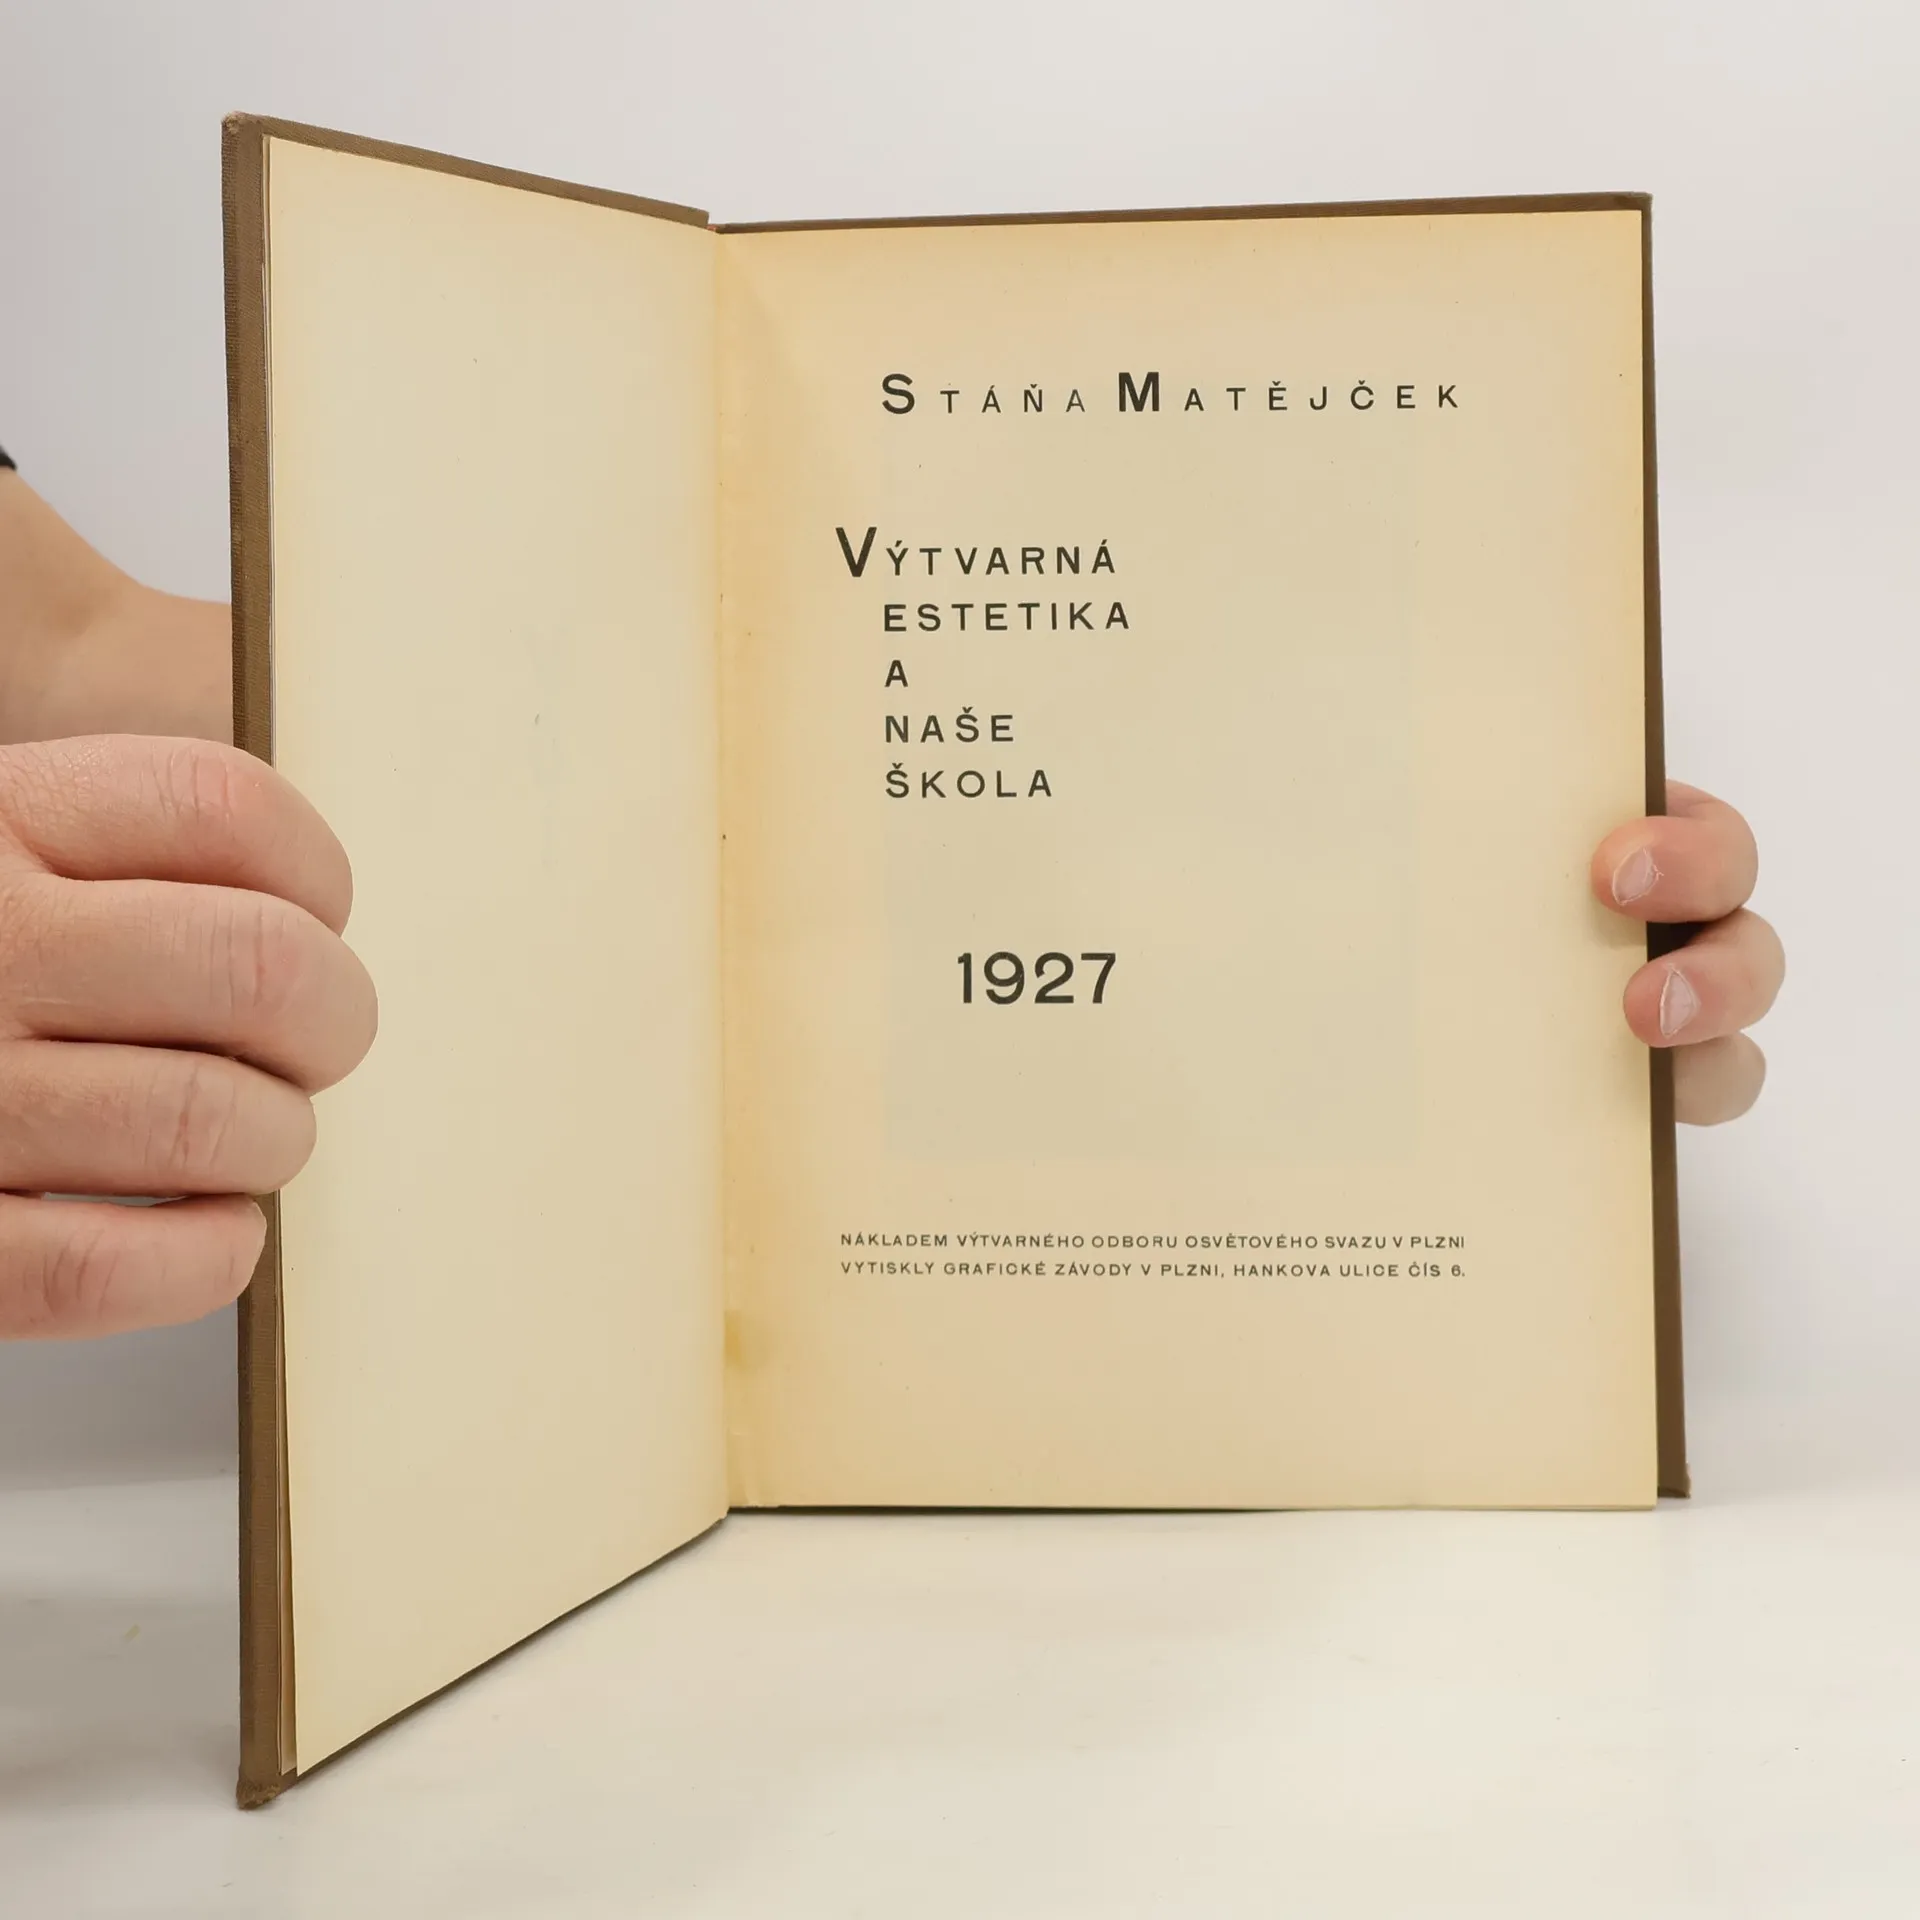 STÁŇA MATĚJČEK
VÝTVARNÁ
ESTETIKA
A
NAŠE
ŠKOLA
1927
NÁKLADEM VÝTVARNÉHO ODBORU OSVĚTOVÉHO SVAZU V PLZNI
VYTISKLY GRAFICKÉ ZÁVODY V PLZNI, HANKOVA ULICE ČÍS 6.